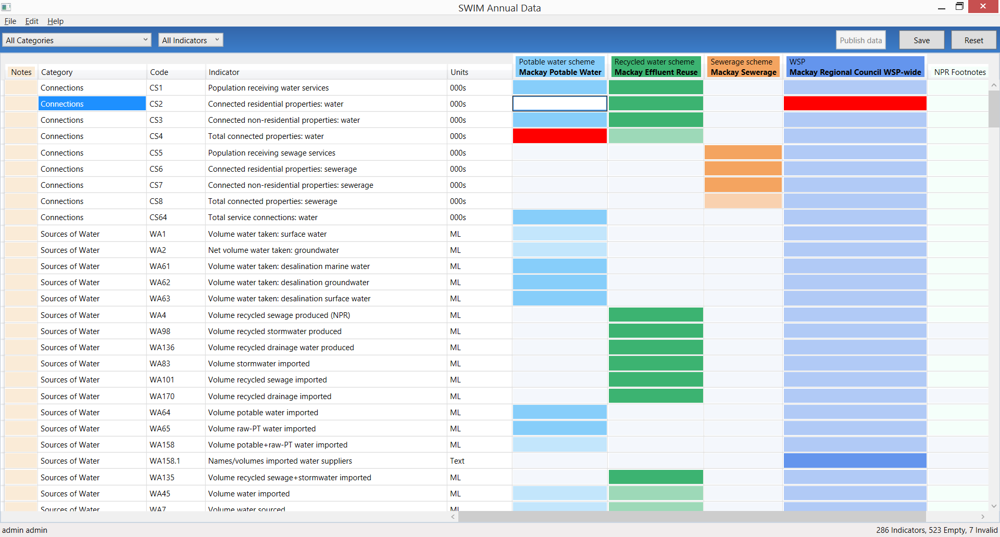 SWIM Annual Data
File Edit Help
All Categories All Indicators Publish data Save Reset
Potable water scheme Recycled water scheme Sewerage scheme WSP
Notes Category Code Indicator Units Mackay Potable Water Mackay Effluent Reuse Mackay Sewerage Mackay Regional Council WSP-wide NPR Footnotes
Connections CS1 Population receiving water services 000s
Connections CS2 Connected residential properties: water 000s
Connections CS3 Connected non-residential properties: water 000s
Connections CS4 Total connected properties: water 000s
Connections CS5 Population receiving sewage services 000s
Connections CS6 Connected residential properties: sewerage 000s
Connections CS7 Connected non-residential properties: sewerage 000s
Connections CS8 Total connected properties: sewerage 000s
Connections CS64 Total service connections: water 000s
Sources of Water WA1 Volume water taken: surface water ML
Sources of Water WA2 Net volume water taken: groundwater ML
Sources of Water WA61 Volume water taken: desalination marine water ML
Sources of Water WA62 Volume water taken: desalination groundwater ML
Sources of Water WA63 Volume water taken: desalination surface water ML
Sources of Water WA4 Volume recycled sewage produced (NPR) ML
Sources of Water WA98 Volume recycled stormwater produced ML
Sources of Water WA136 Volume recycled drainage water produced ML
Sources of Water WA83 Volume stormwater imported ML
Sources of Water WA101 Volume recycled sewage imported ML
Sources of Water WA170 Volume recycled drainage imported ML
Sources of Water WA64 Volume potable water imported ML
Sources of Water WA65 Volume raw-PT water imported ML
Sources of Water WA158 Volume potable+raw-PT water imported ML
Sources of Water WA158.1 Names/volumes imported water suppliers Text
Sources of Water WA135 Volume recycled sewage+stormwater imported ML
Sources of Water WA45 Volume water imported ML
Sources of Water WA7 Volume water sourced ML
admin admin 286 Indicators, 523 Empty, 7 Invalid